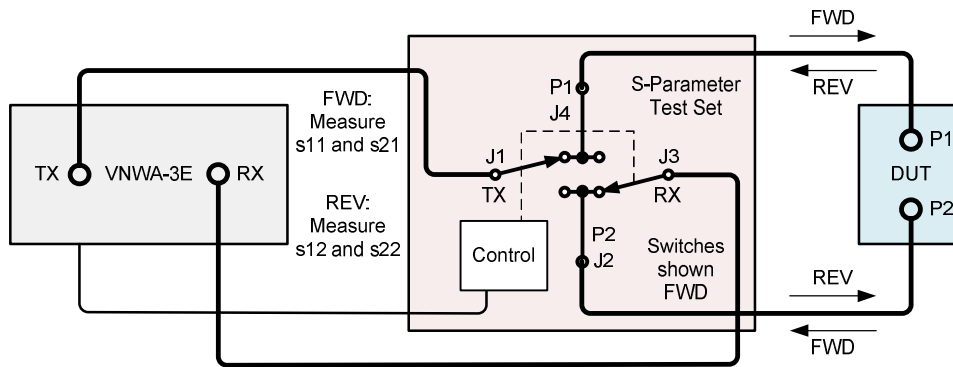 FWD
REV
FWD:
Measure
s11 and s21
REV:
Measure
s12 and s22
TX
VNWA-3E
RX
S-Parameter
Test Set
P1
J4
J1
TX
J3
RX
Control
P2
J2
Switches
shown
FWD
P1
DUT
P2
REV
FWD